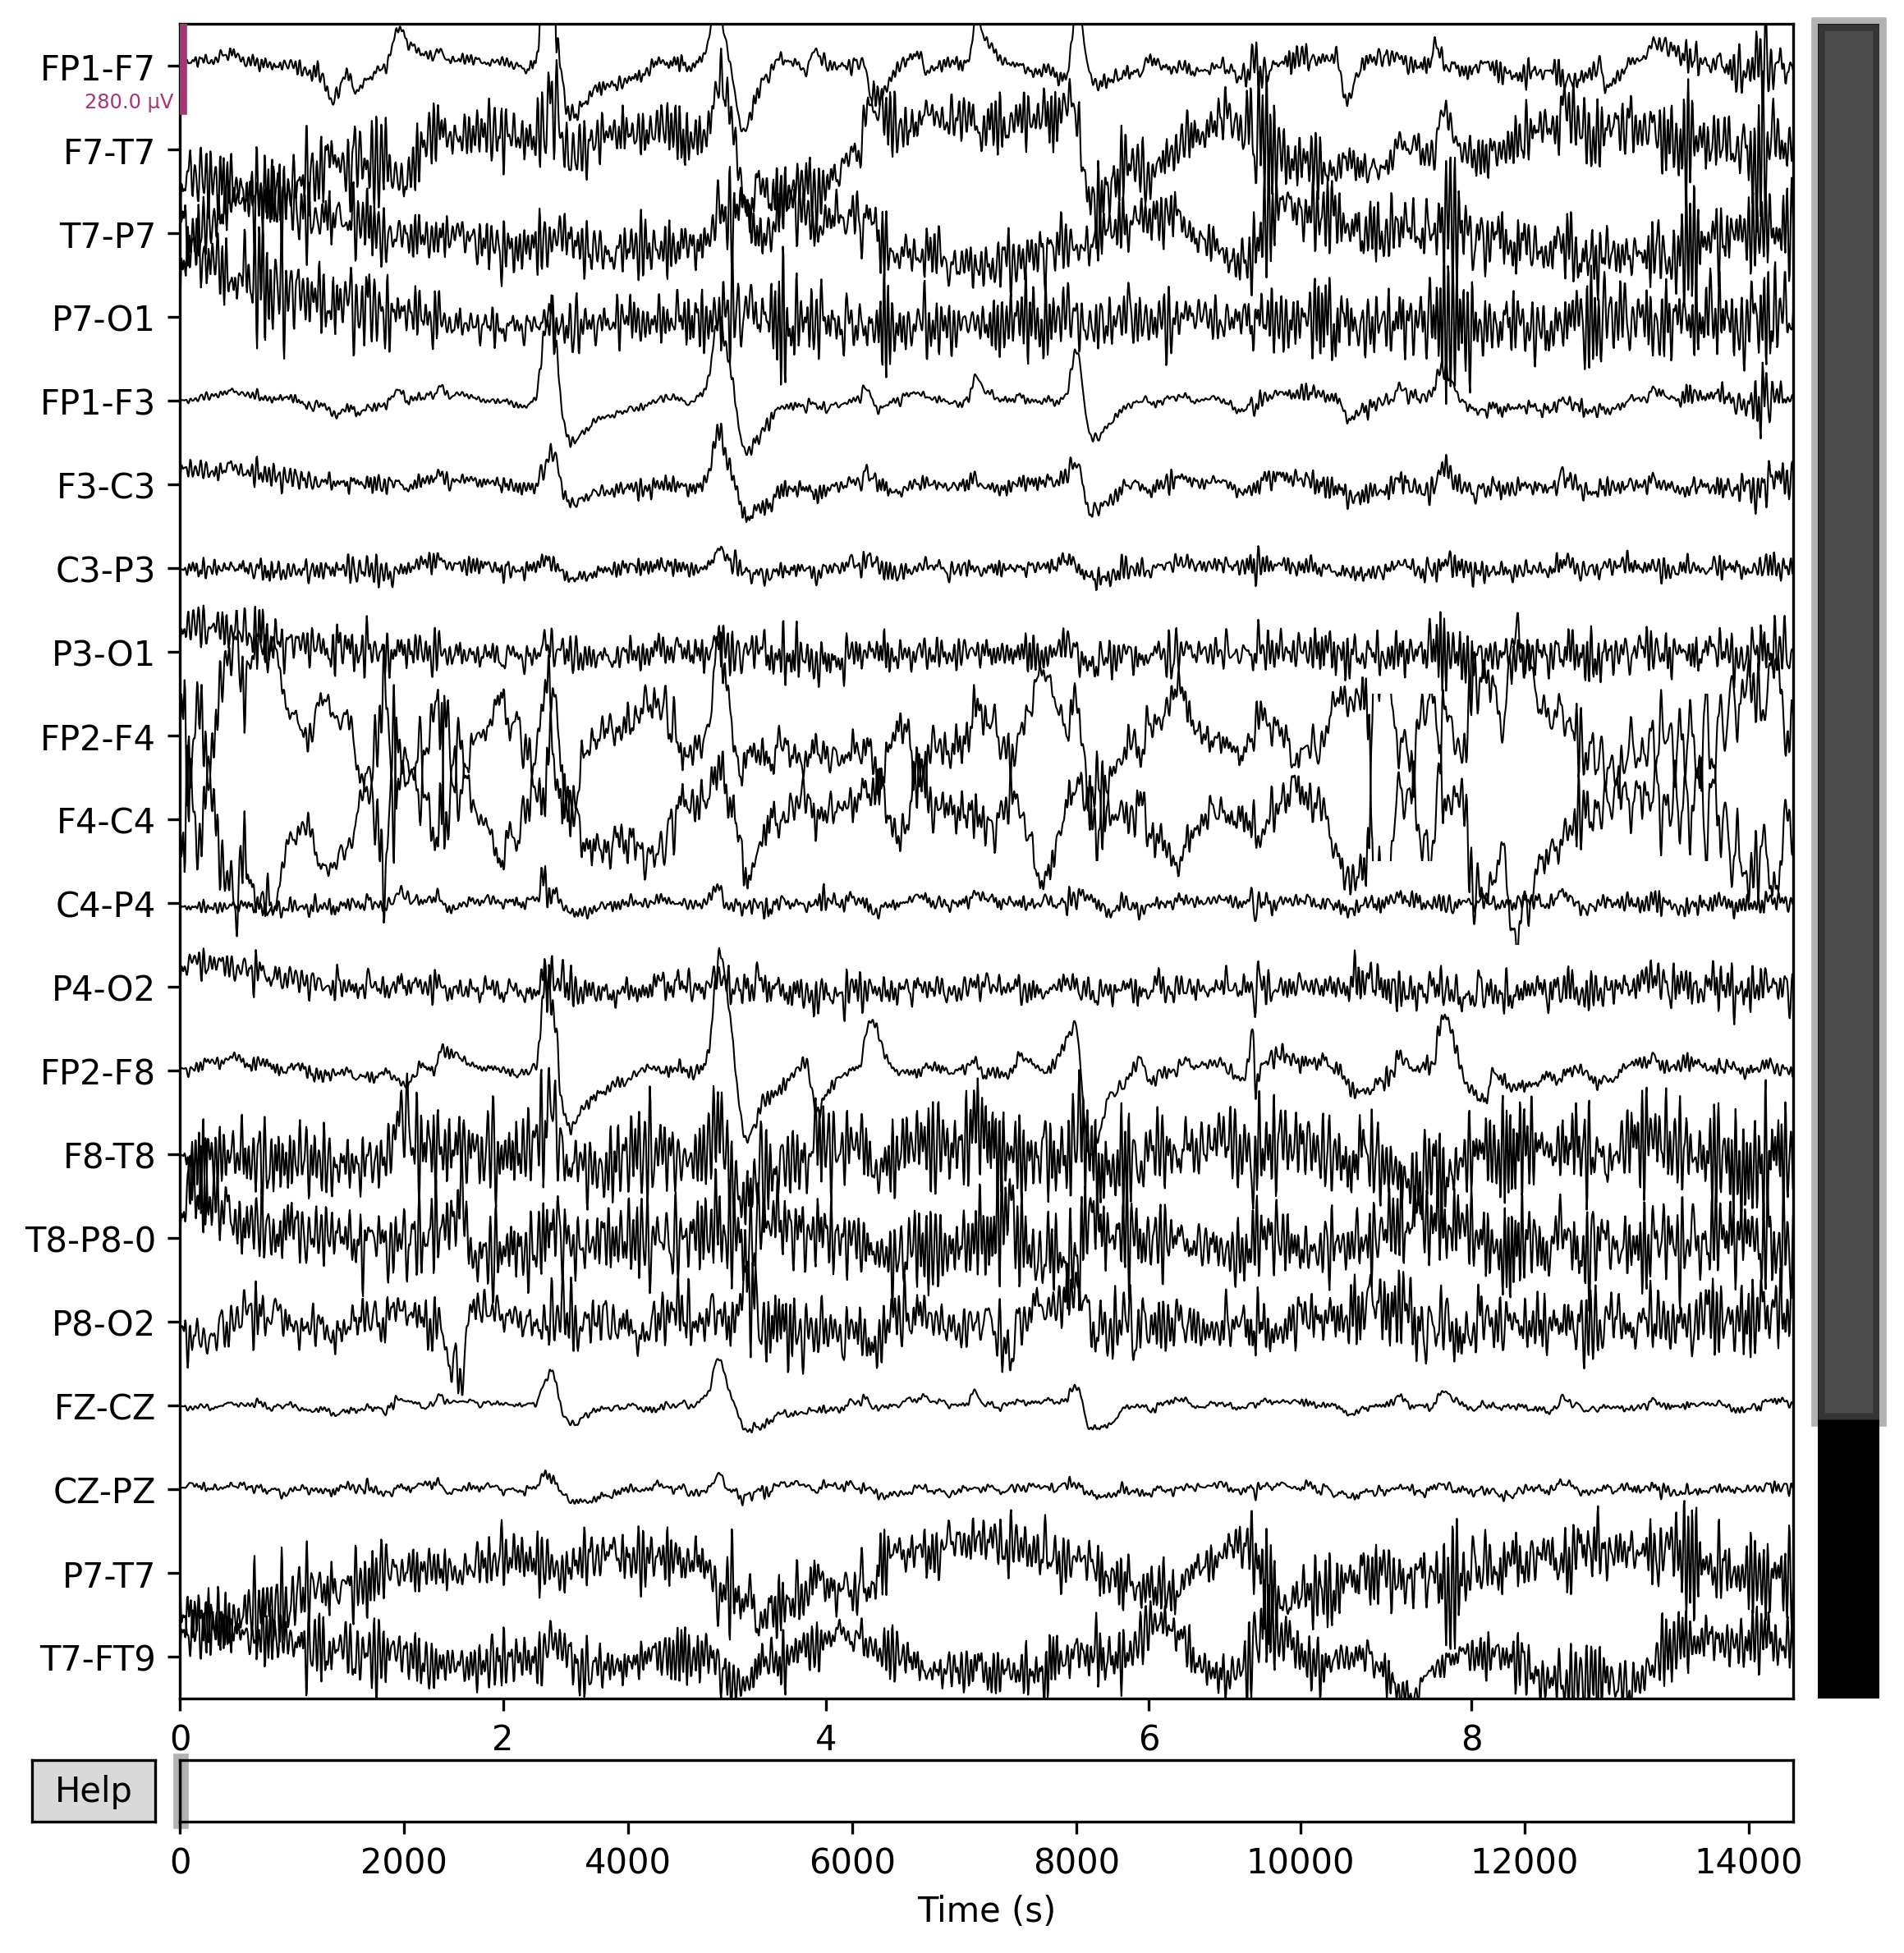 FP1-F7
280.0 µV
F7-T7
T7-P7
P7-O1
FP1-F3
F3-C3
C3-P3
P3-O1
FP2-F4
F4-C4
C4-P4
P4-O2
FP2-F8
F8-T8
T8-P8-0
P8-O2
FZ-CZ
CZ-PZ
P7-T7
T7-FT9
0 2 4 6 8
Help
0 2000 4000 6000 8000 10000 12000 14000
Time (s)